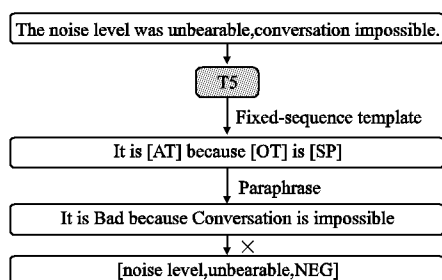 The noise level was unbearable,conversation impossible.
T5
Fixed-sequence template
It is [AT] because [OT] is [SP]
Paraphrase
It is Bad because Conversation is impossible
×
[noise level,unbearable,NEG]